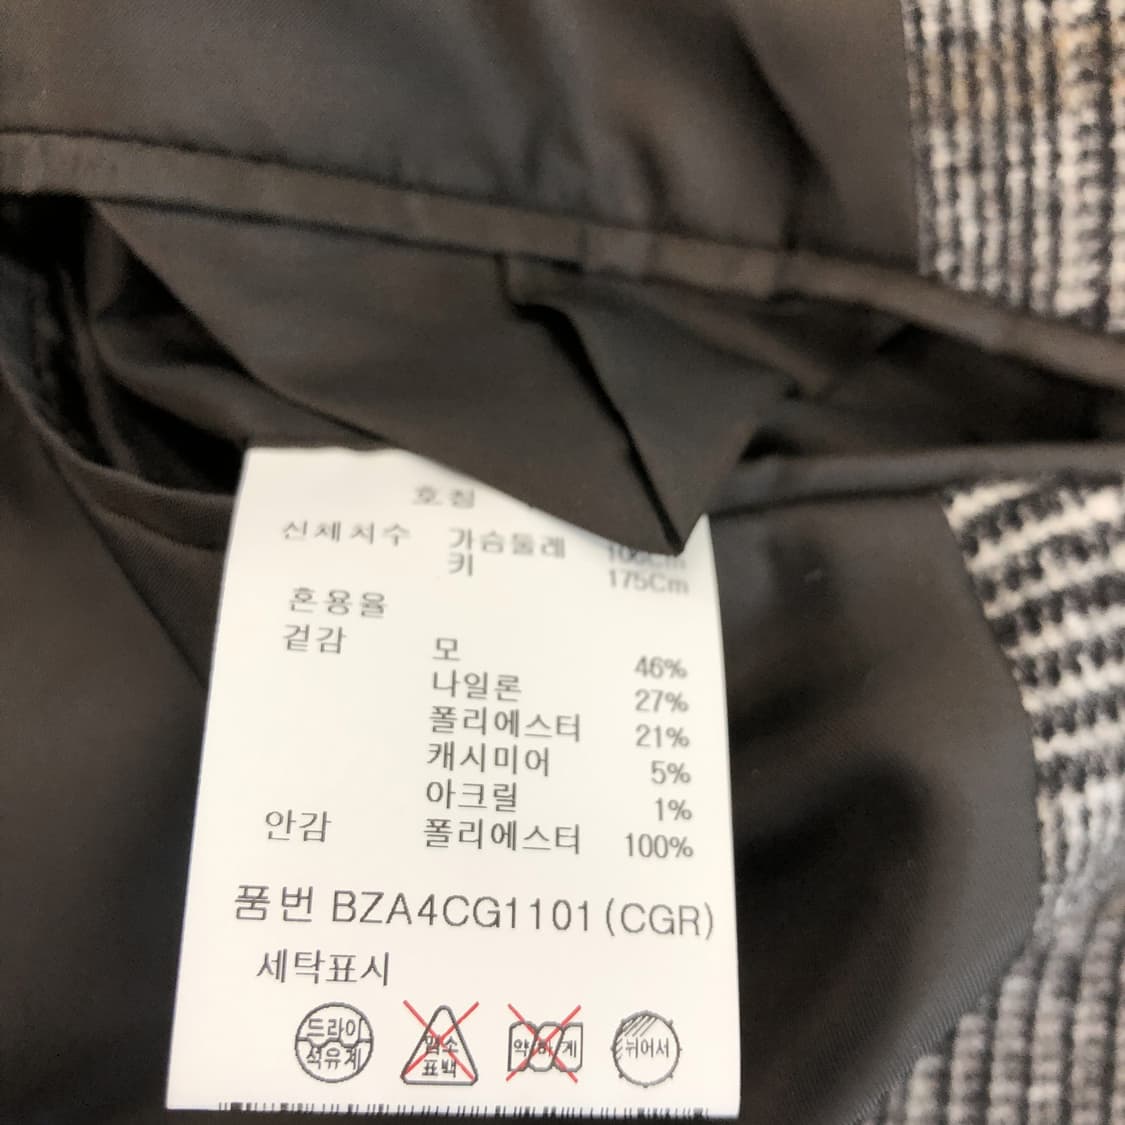 호칭
신체치수 가슴둘레
키 175Cm
혼용율
겉감 모 46%
나일론 27%
폴리에스터 21%
캐시미어 5%
아크릴 1%
안감 폴리에스터 100%
품번 BZA4CG1101(CGR)
세탁표시
드라이
석유계
염소
표백
약하게
뉘어서